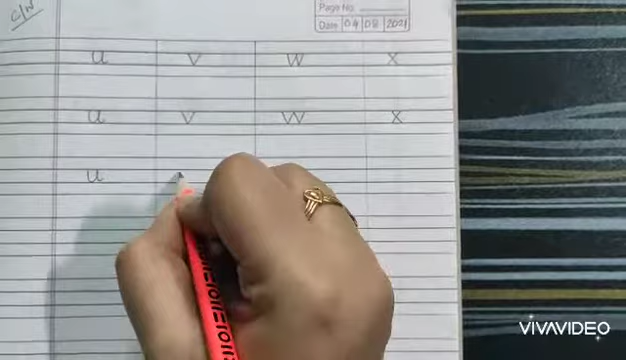 C/W
Page No.
Date 04 08 2021
u v w x
u v w x
u
VIVAVIDEO